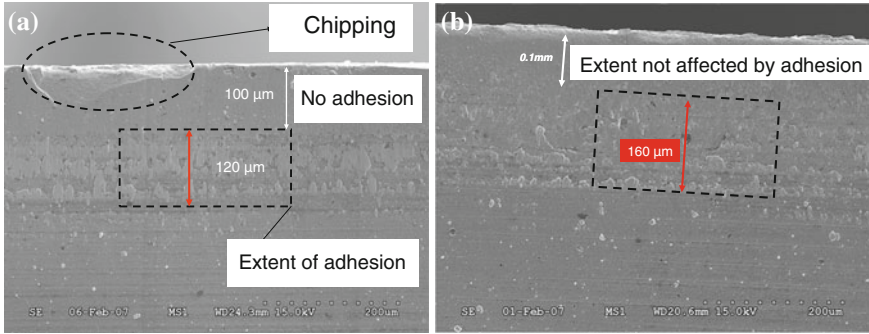 (a)
Chipping
100 µm
No adhesion
120 µm
Extent of adhesion
SE 06-Feb-07 MS1 WD24.3mm 15.0kV 200um
(b)
0.1mm
Extent not affected by adhesion
160 µm
SE 01-Feb-07 MS1 WD20.6mm 15.0kV 200um